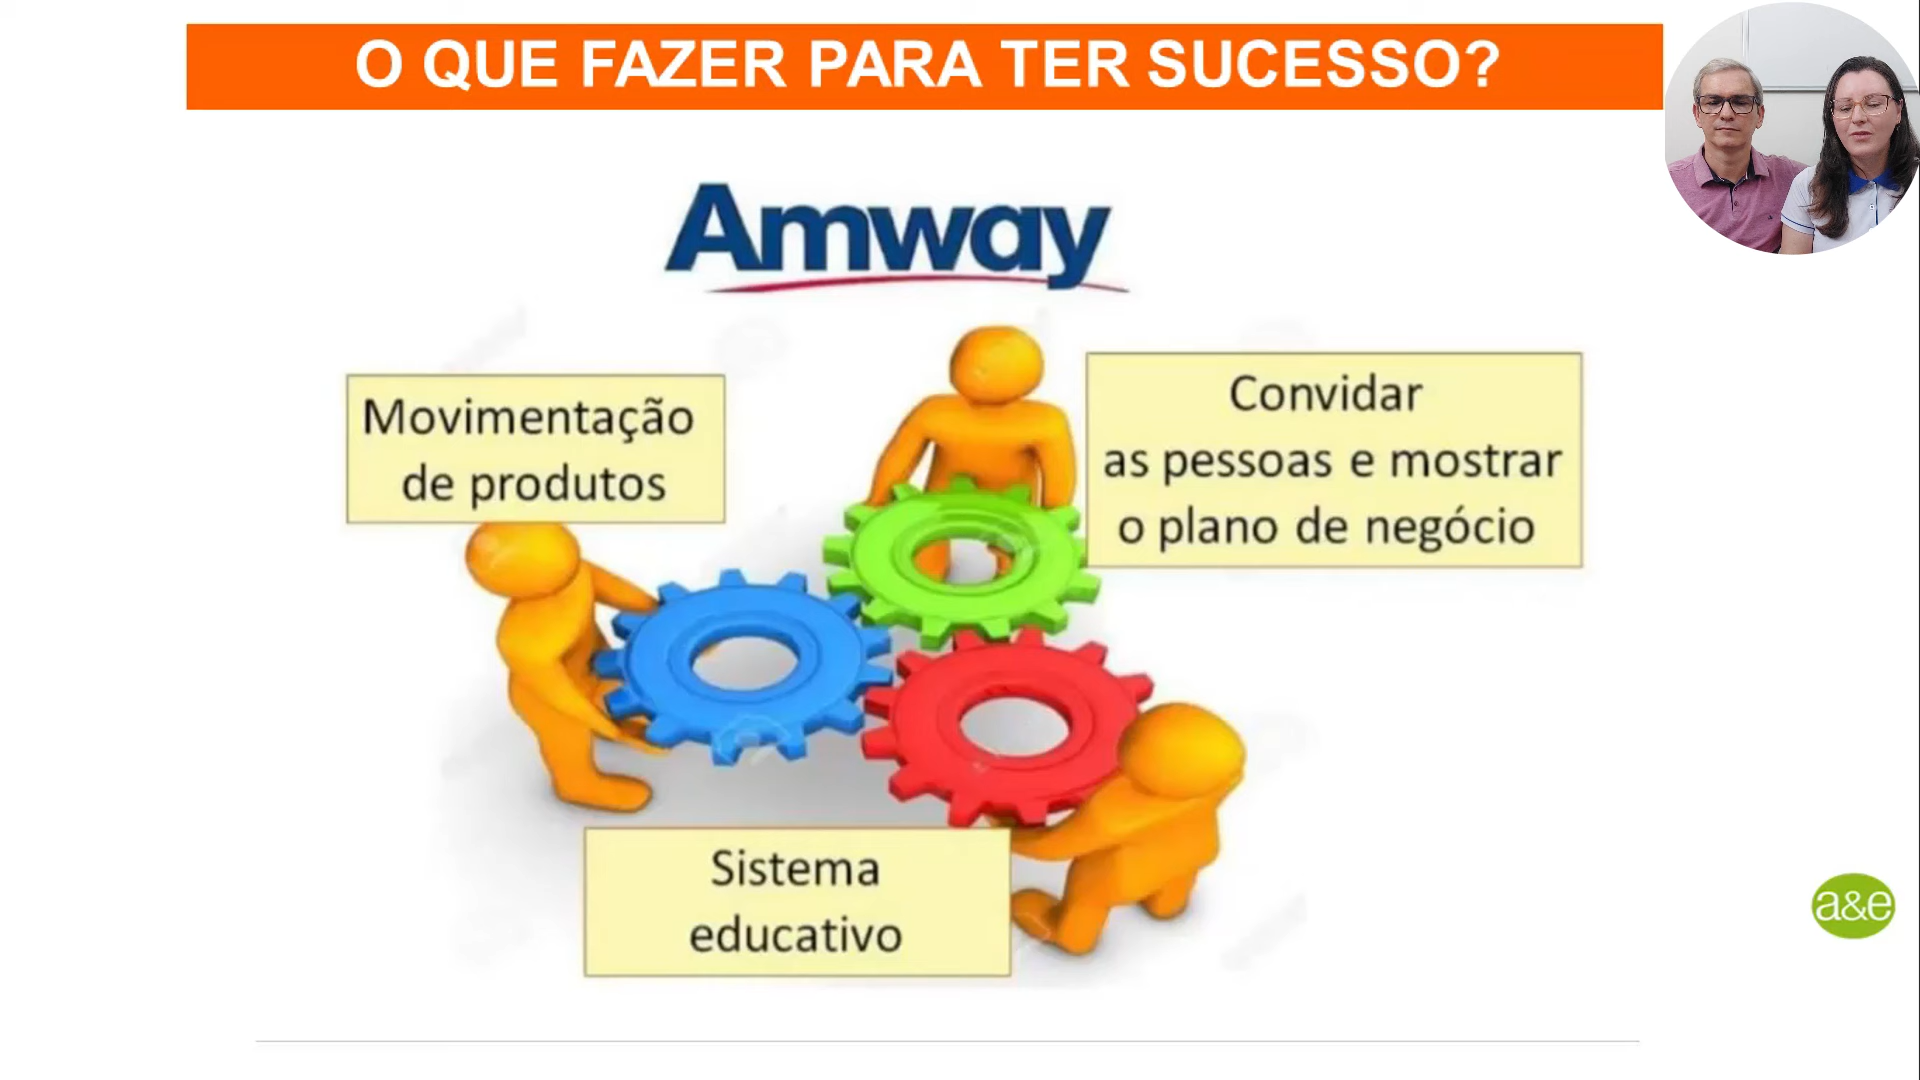 O QUE FAZER PARA TER SUCESSO?
Amway
Movimentação
de produtos
Convidar
as pessoas e mostrar
o plano de negócio
Sistema
educativo
a&e